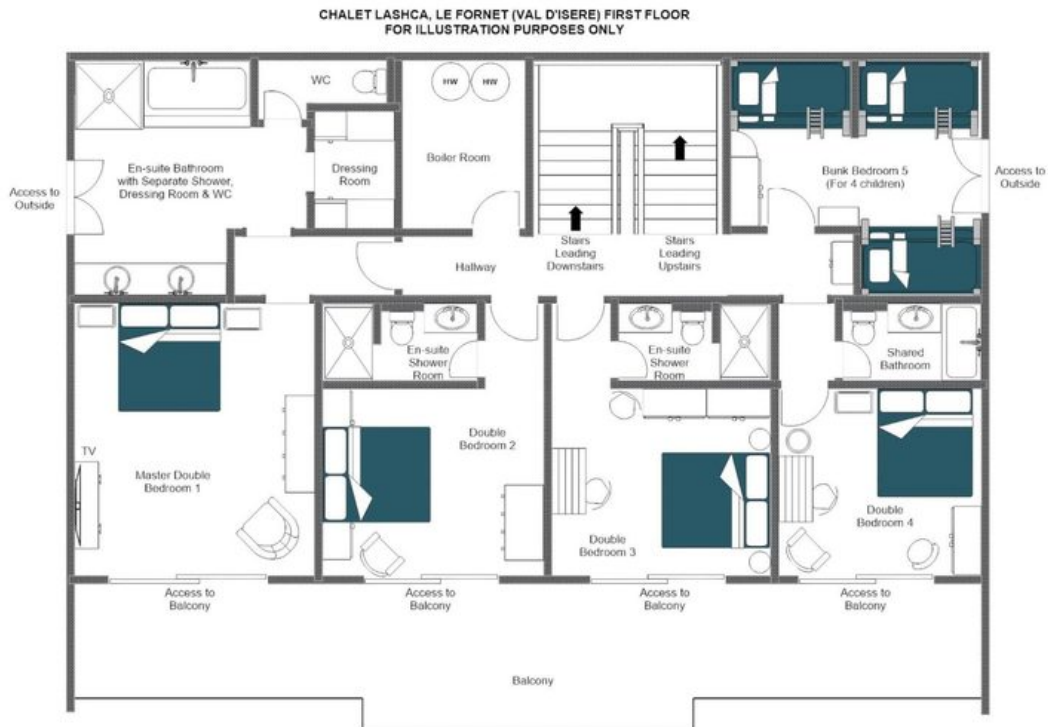 CHALET LASHCA, LE FORNET (VAL D'ISERE) FIRST FLOOR
FOR ILLUSTRATION PURPOSES ONLY
WC
HW
HW
En-suite Bathroom
with Separate Shower,
Dressing Room & WC
Dressing
Room
Boiler Room
Bunk Bedroom 5
(For 4 children)
Access to
Outside
Access to
Outside
Hallway
Stairs
Leading
Downstairs
Stairs
Leading
Upstairs
En-suite
Shower
Room
En-suite
Shower
Room
Shared
Bathroom
TV
Master Double
Bedroom 1
Double
Bedroom 2
Double
Bedroom 3
Double
Bedroom 4
Access to
Balcony
Access to
Balcony
Access to
Balcony
Access to
Balcony
Balcony